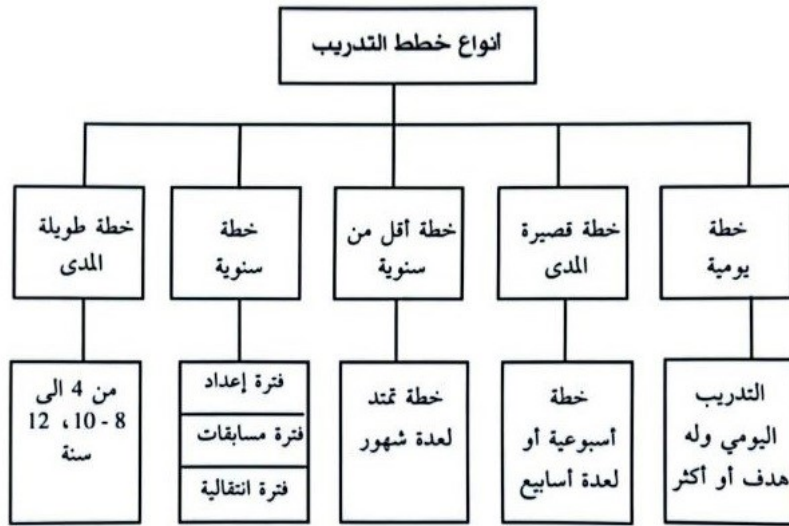 انواع خطط التدريب
خطة
يومية
خطة قصيرة
المدى
خطة أقل من
سنوية
خطة
سنوية
خطة طويلة
المدى
التدريب
اليومي وله
هدف أو أكثر
خطة
أسبوعية أو
لعدة أسابيع
خطة تمتد
لعدة شهور
فترة إعداد
فترة مسابقات
فترة انتقالية
من 4 الى
8 - 10، 12
سنة